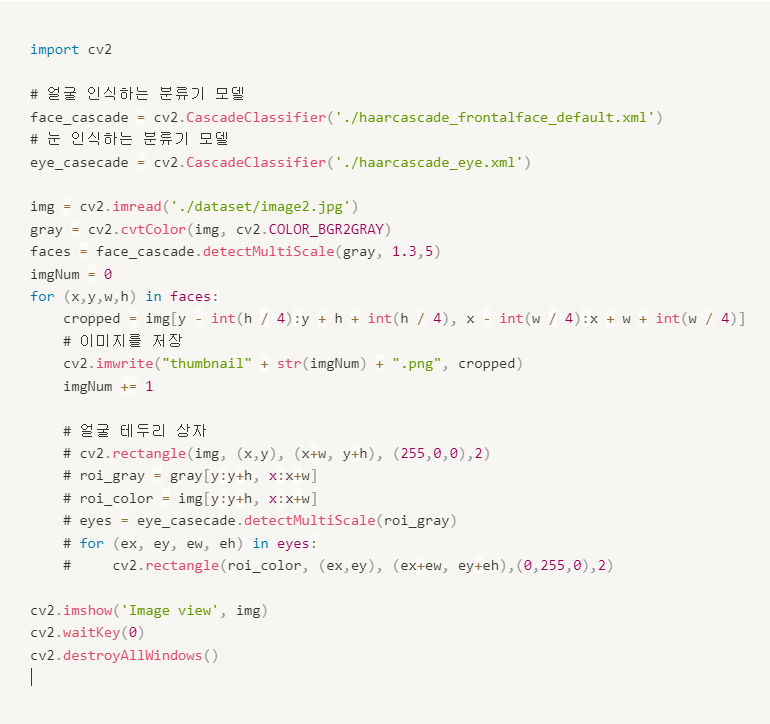 import cv2

# 얼굴 인식하는 분류기 모델
face_cascade = cv2.CascadeClassifier('./haarcascade_frontalface_default.xml')
# 눈 인식하는 분류기 모델
eye_casecade = cv2.CascadeClassifier('./haarcascade_eye.xml')

img = cv2.imread('./dataset/image2.jpg')
gray = cv2.cvtColor(img, cv2.COLOR_BGR2GRAY)
faces = face_cascade.detectMultiScale(gray, 1.3,5)
imgNum = 0
for (x,y,w,h) in faces:
    cropped = img[y - int(h / 4):y + h + int(h / 4), x - int(w / 4):x + w + int(w / 4)]
    # 이미지를 저장
    cv2.imwrite("thumbnail" + str(imgNum) + ".png", cropped)
    imgNum += 1

    # 얼굴 테두리 상자
    # cv2.rectangle(img, (x,y), (x+w, y+h), (255,0,0),2)
    # roi_gray = gray[y:y+h, x:x+w]
    # roi_color = img[y:y+h, x:x+w]
    # eyes = eye_casecade.detectMultiScale(roi_gray)
    # for (ex, ey, ew, eh) in eyes:
    #     cv2.rectangle(roi_color, (ex,ey), (ex+ew, ey+eh),(0,255,0),2)

cv2.imshow('Image view', img)
cv2.waitKey(0)
cv2.destroyAllWindows()